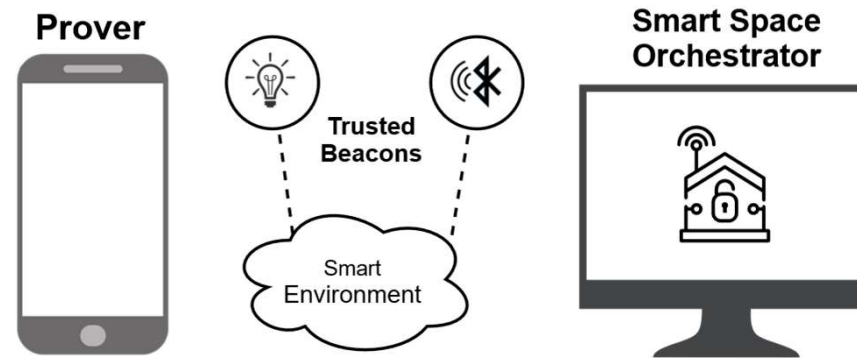 Prover
Smart Space
Orchestrator
Trusted
Beacons
Smart
Environment